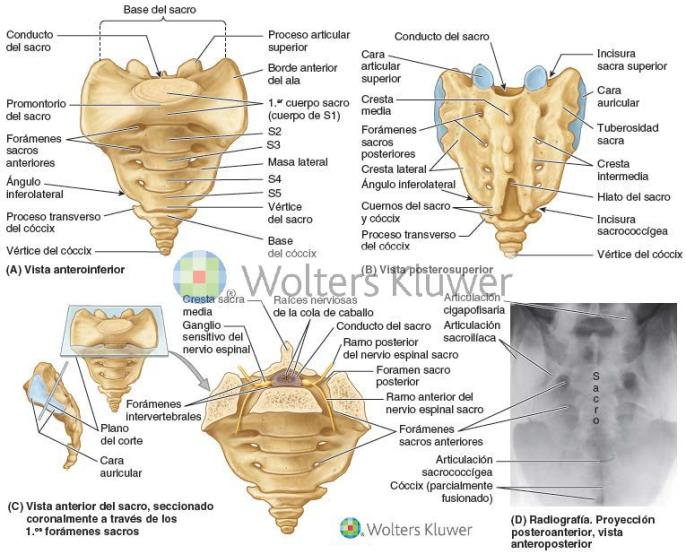 Base del sacro
Conducto
del sacro
Proceso articular
superior
Borde anterior
del ala
Promontorio
del sacro
1.er cuerpo sacro
(cuerpo de S1)
Forámenes
sacros
anteriores
S2
S3
Masa lateral
S4
Ángulo
inferolateral
S5
Vértice
del sacro
Proceso transverso
del cóccix
Base
del cóccix
Vértice del cóccix
(A) Vista anteroinferior
Conducto del sacro
Cara
articular
superior
Incisura
sacra superior
Cresta
media
Cara
auricular
Forámenes
sacros
posteriores
Tuberosidad
sacra
Cresta lateral
Cresta
intermedia
Ángulo inferolateral
Hiato del sacro
Cuernos del sacro
y cóccix
Incisura
sacrococcígea
Proceso transverso
del cóccix
Vértice del cóccix
(B) Vista posterosuperior
Wolters Kluwer
Cresta sacra
media
Raíces nerviosas
de la cola de caballo
Ganglio
sensitivo del
nervio espinal
Conducto del sacro
Ramo posterior
del nervio espinal sacro
Foramen sacro
posterior
Forámenes
intervertebrales
Ramo anterior del
nervio espinal sacro
Plano
del corte
Forámenes
sacros anteriores
Cara
auricular
(C) Vista anterior del sacro, seccionado
coronalmente a través de los
1.os forámenes sacros
Wolters Kluwer
Articulación
cigapofisaria
Articulación
sacroilíaca
Sacro
Articulación
sacrococcígea
Cóccix (parcialmente
fusionado)
(D) Radiografía. Proyección
posteroanterior, vista
anteroposterior